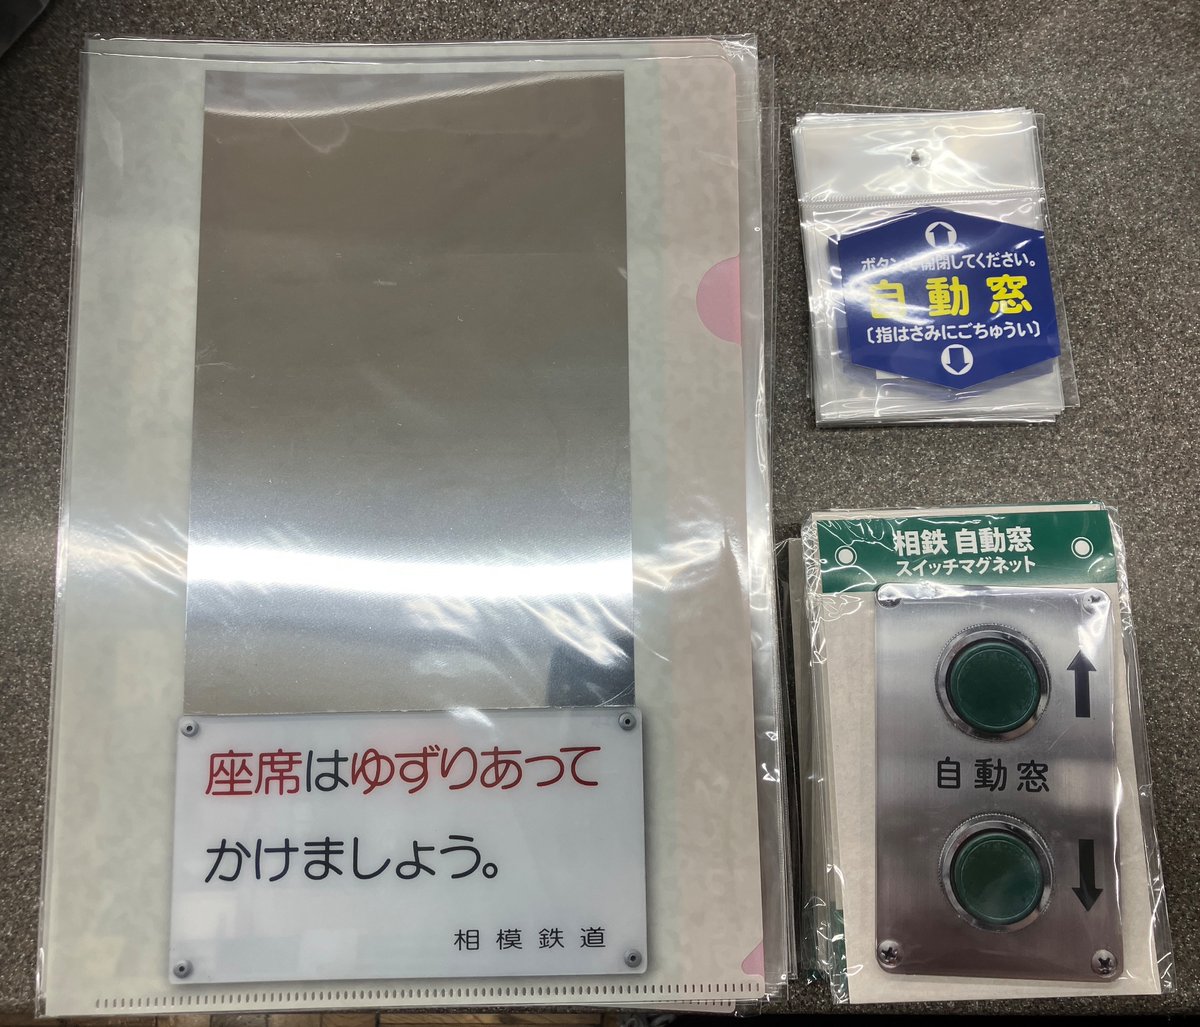 座席はゆずりあって
かけましょう。
相模鉄道
ボタンで開閉してください。
自動窓
〔指はさみにごちゅうい〕
相鉄 自動窓
スイッチマグネット
自動窓